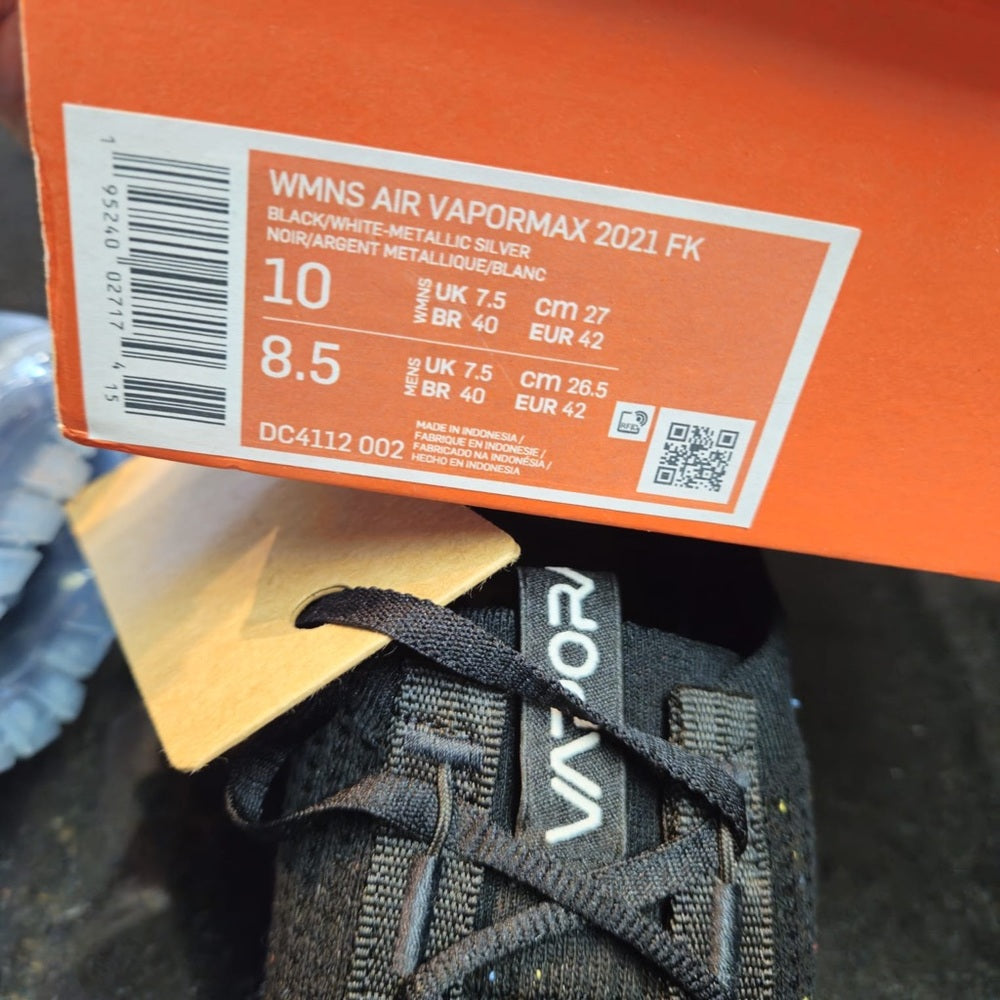 WMNS AIR VAPORMAX 2021 FK
BLACK/WHITE-METALLIC SILVER
NOIR/ARGENT METALLIQUE/BLANC
10
WMNS
UK 7.5 cm 27
BR 40 EUR 42
8.5
MENS
UK 7.5 cm 26.5
BR 40 EUR 42
DC4112 002
MADE IN INDONESIA /
FABRIQUE EN INDONESIE /
FABRICADO NA INDONÉSIA /
HECHO EN INDONESIA
RFID
1 95240 02717 4 15
VAPOR